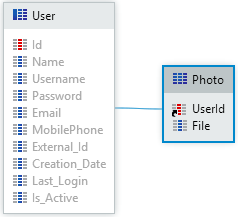 User
Id
Name
Username
Password
Email
MobilePhone
External_Id
Creation_Date
Last_Login
Is_Active
Photo
UserId
File